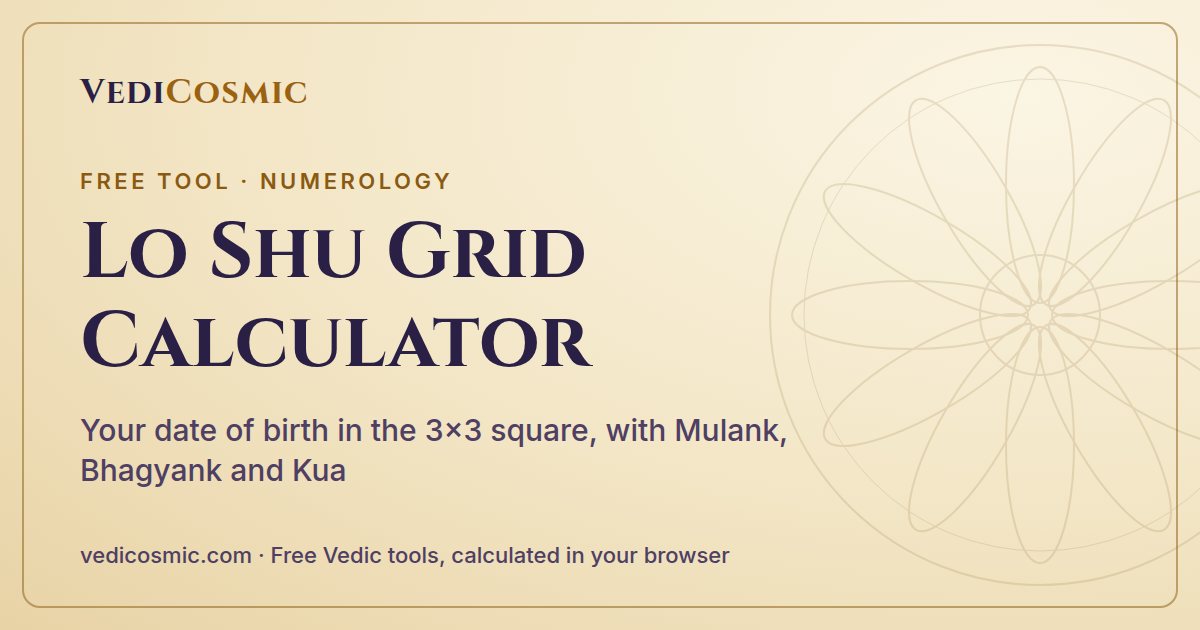 VediCosmic
FREE TOOL · NUMEROLOGY
Lo Shu Grid
Calculator
Your date of birth in the 3×3 square, with Mulank,
Bhagyank and Kua
vedicosmic.com · Free Vedic tools, calculated in your browser